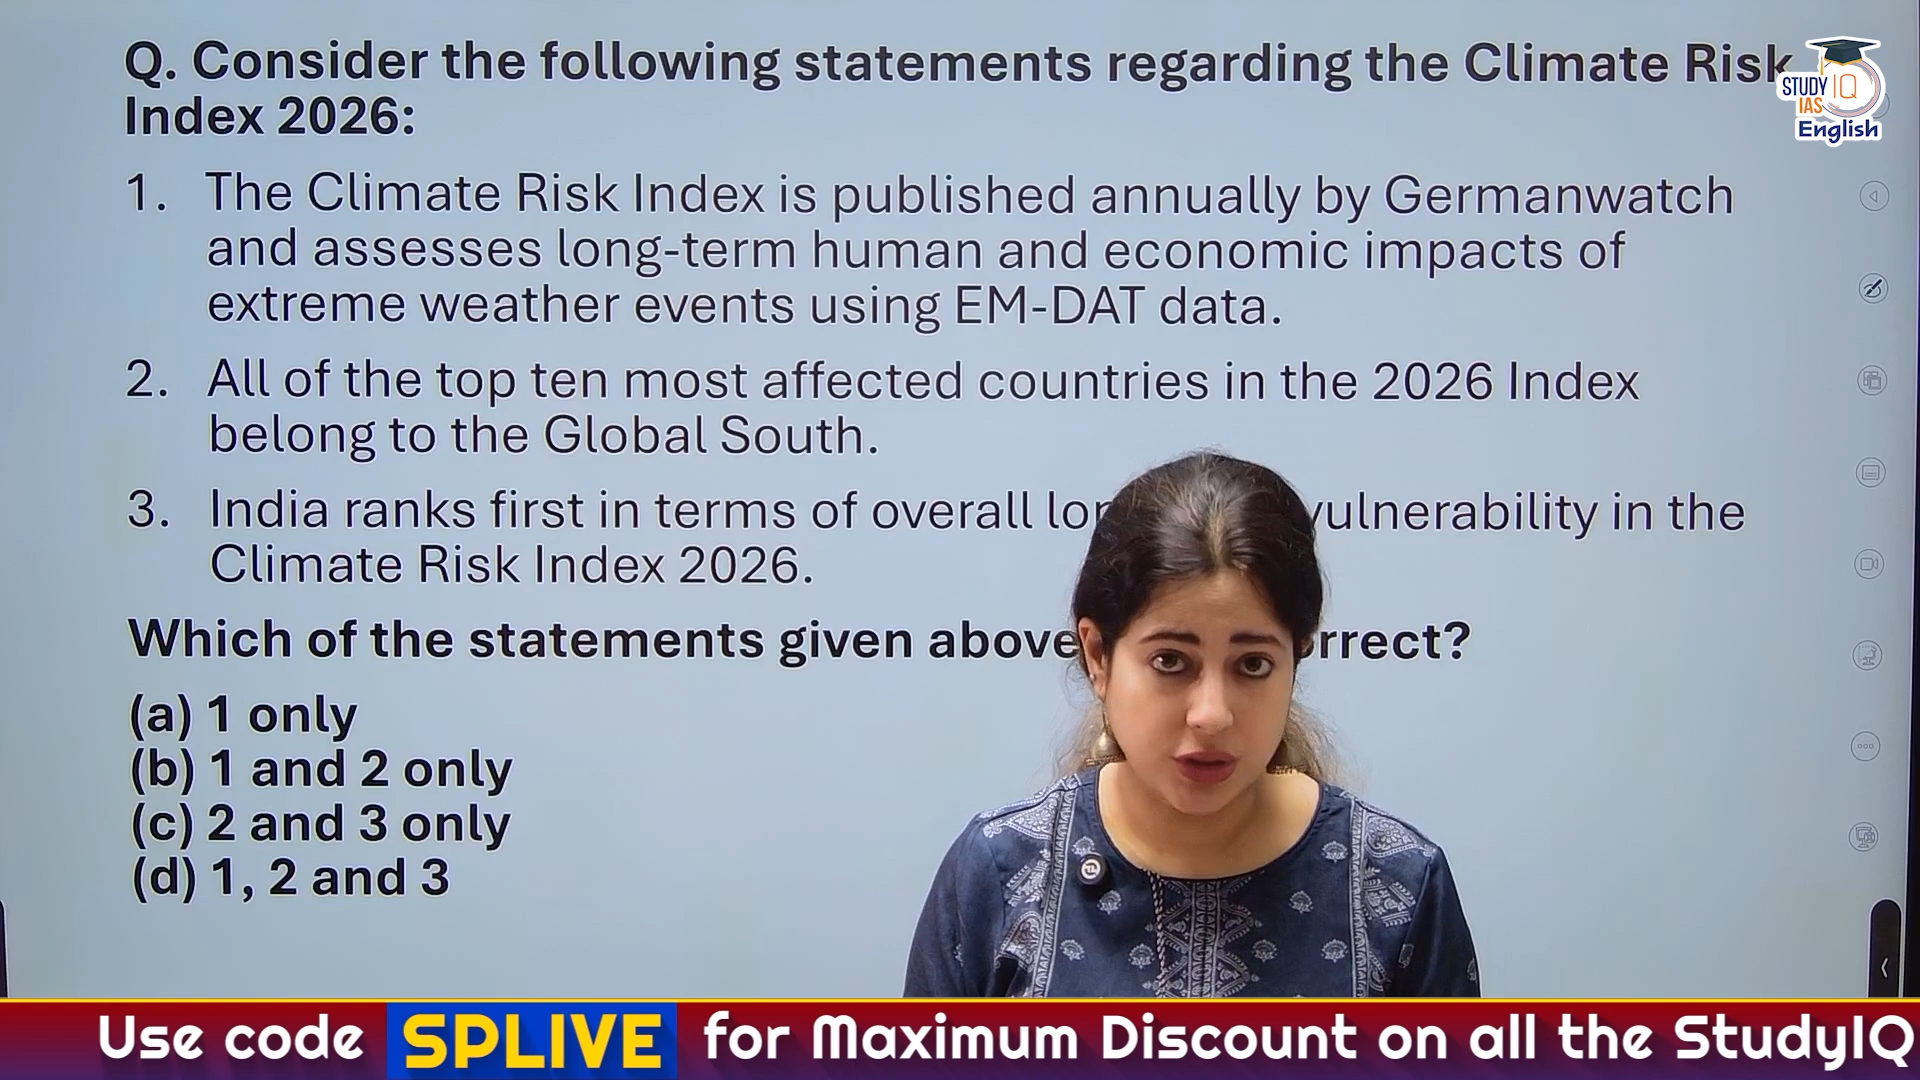 Q. Consider the following statements regarding the Climate Risk
Index 2026:
STUDY IQ
IAS
English
1. The Climate Risk Index is published annually by Germanwatch
and assesses long-term human and economic impacts of
extreme weather events using EM-DAT data.
2. All of the top ten most affected countries in the 2026 Index
belong to the Global South.
3. India ranks first in terms of overall vulnerability in the
Climate Risk Index 2026.
Which of the statements given above
(a) 1 only
(b) 1 and 2 only
(c) 2 and 3 only
(d) 1, 2 and 3
Use code SPLIVE for Maximum Discount on all the StudyIQ